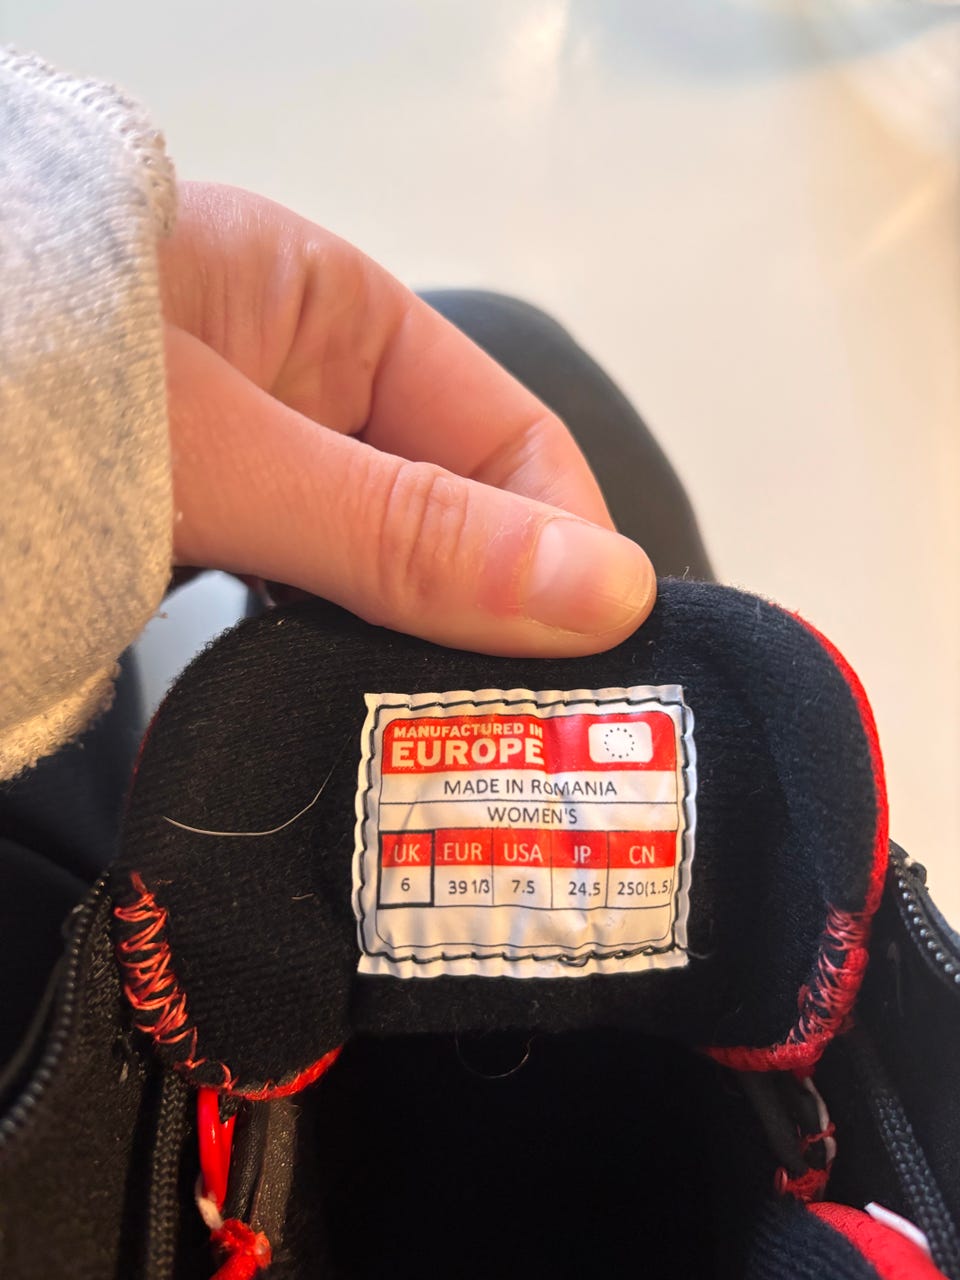 MANUFACTURED IN
EUROPE
MADE IN ROMANIA
WOMEN'S
UK EUR USA JP CN
6 39 1/3 7.5 24.5 250(1.5)